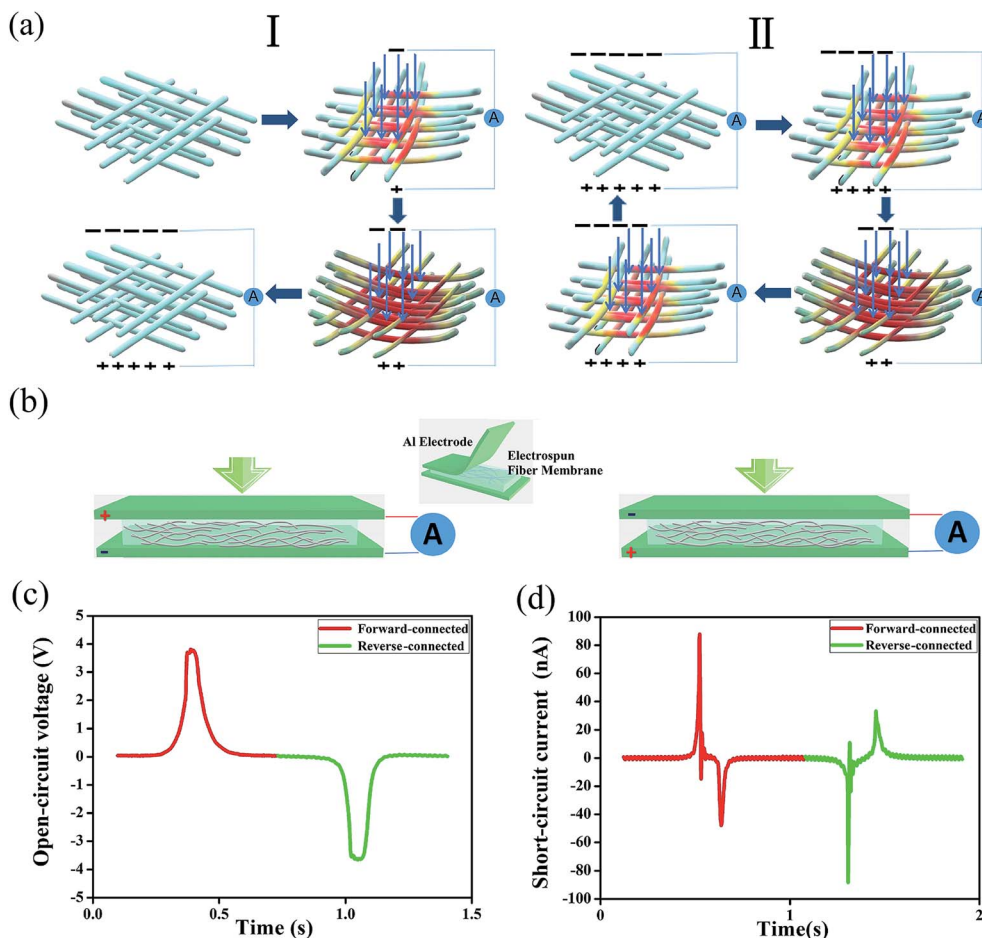 (a)
I
II
A
A
A
A
A
A
(b)
Al Electrode
Electrospun
Fiber Membrane
+
-
A
-
+
A
(c)
Forward-connected
Reverse-connected
Open-circuit voltage (V)
5
4
3
2
1
0
-1
-2
-3
-4
-5
0.0
0.5
1.0
1.5
Time (s)
(d)
Forward-connected
Reverse-connected
Short-circuit current (nA)
100
80
60
40
20
0
-20
-40
-60
-80
-100
0
1
2
Time(s)